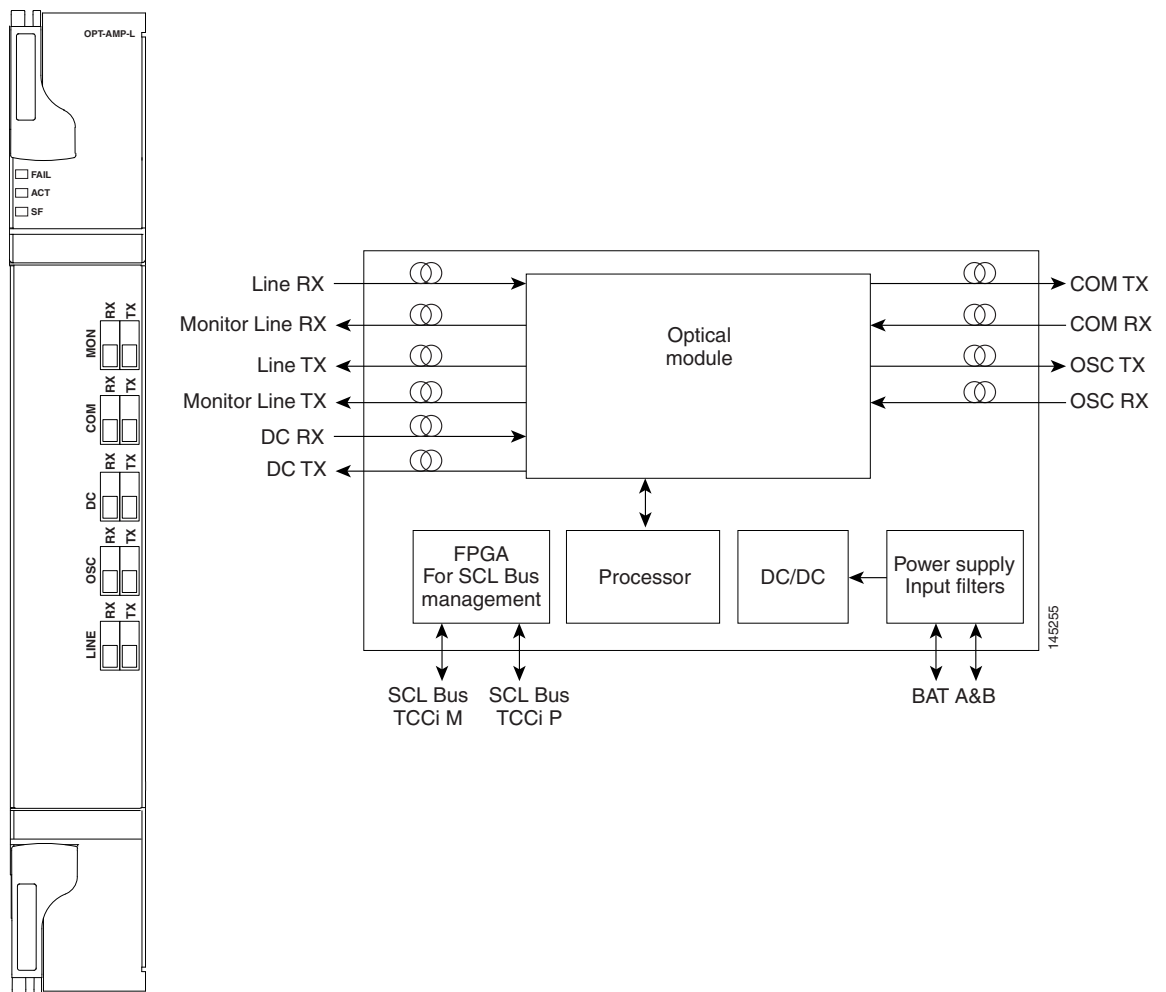 OPT-AMP-L
FAIL
ACT
SF
RX
TX
MON
RX
TX
COM
RX
TX
DC
RX
TX
OSC
RX
TX
LINE
Line RX
Monitor Line RX
Line TX
Monitor Line TX
DC RX
DC TX
Optical
module
COM TX
COM RX
OSC TX
OSC RX
FPGA
For SCL Bus
management
Processor
DC/DC
Power supply
Input filters
SCL Bus
TCCi M
SCL Bus
TCCi P
BAT A&B
145255